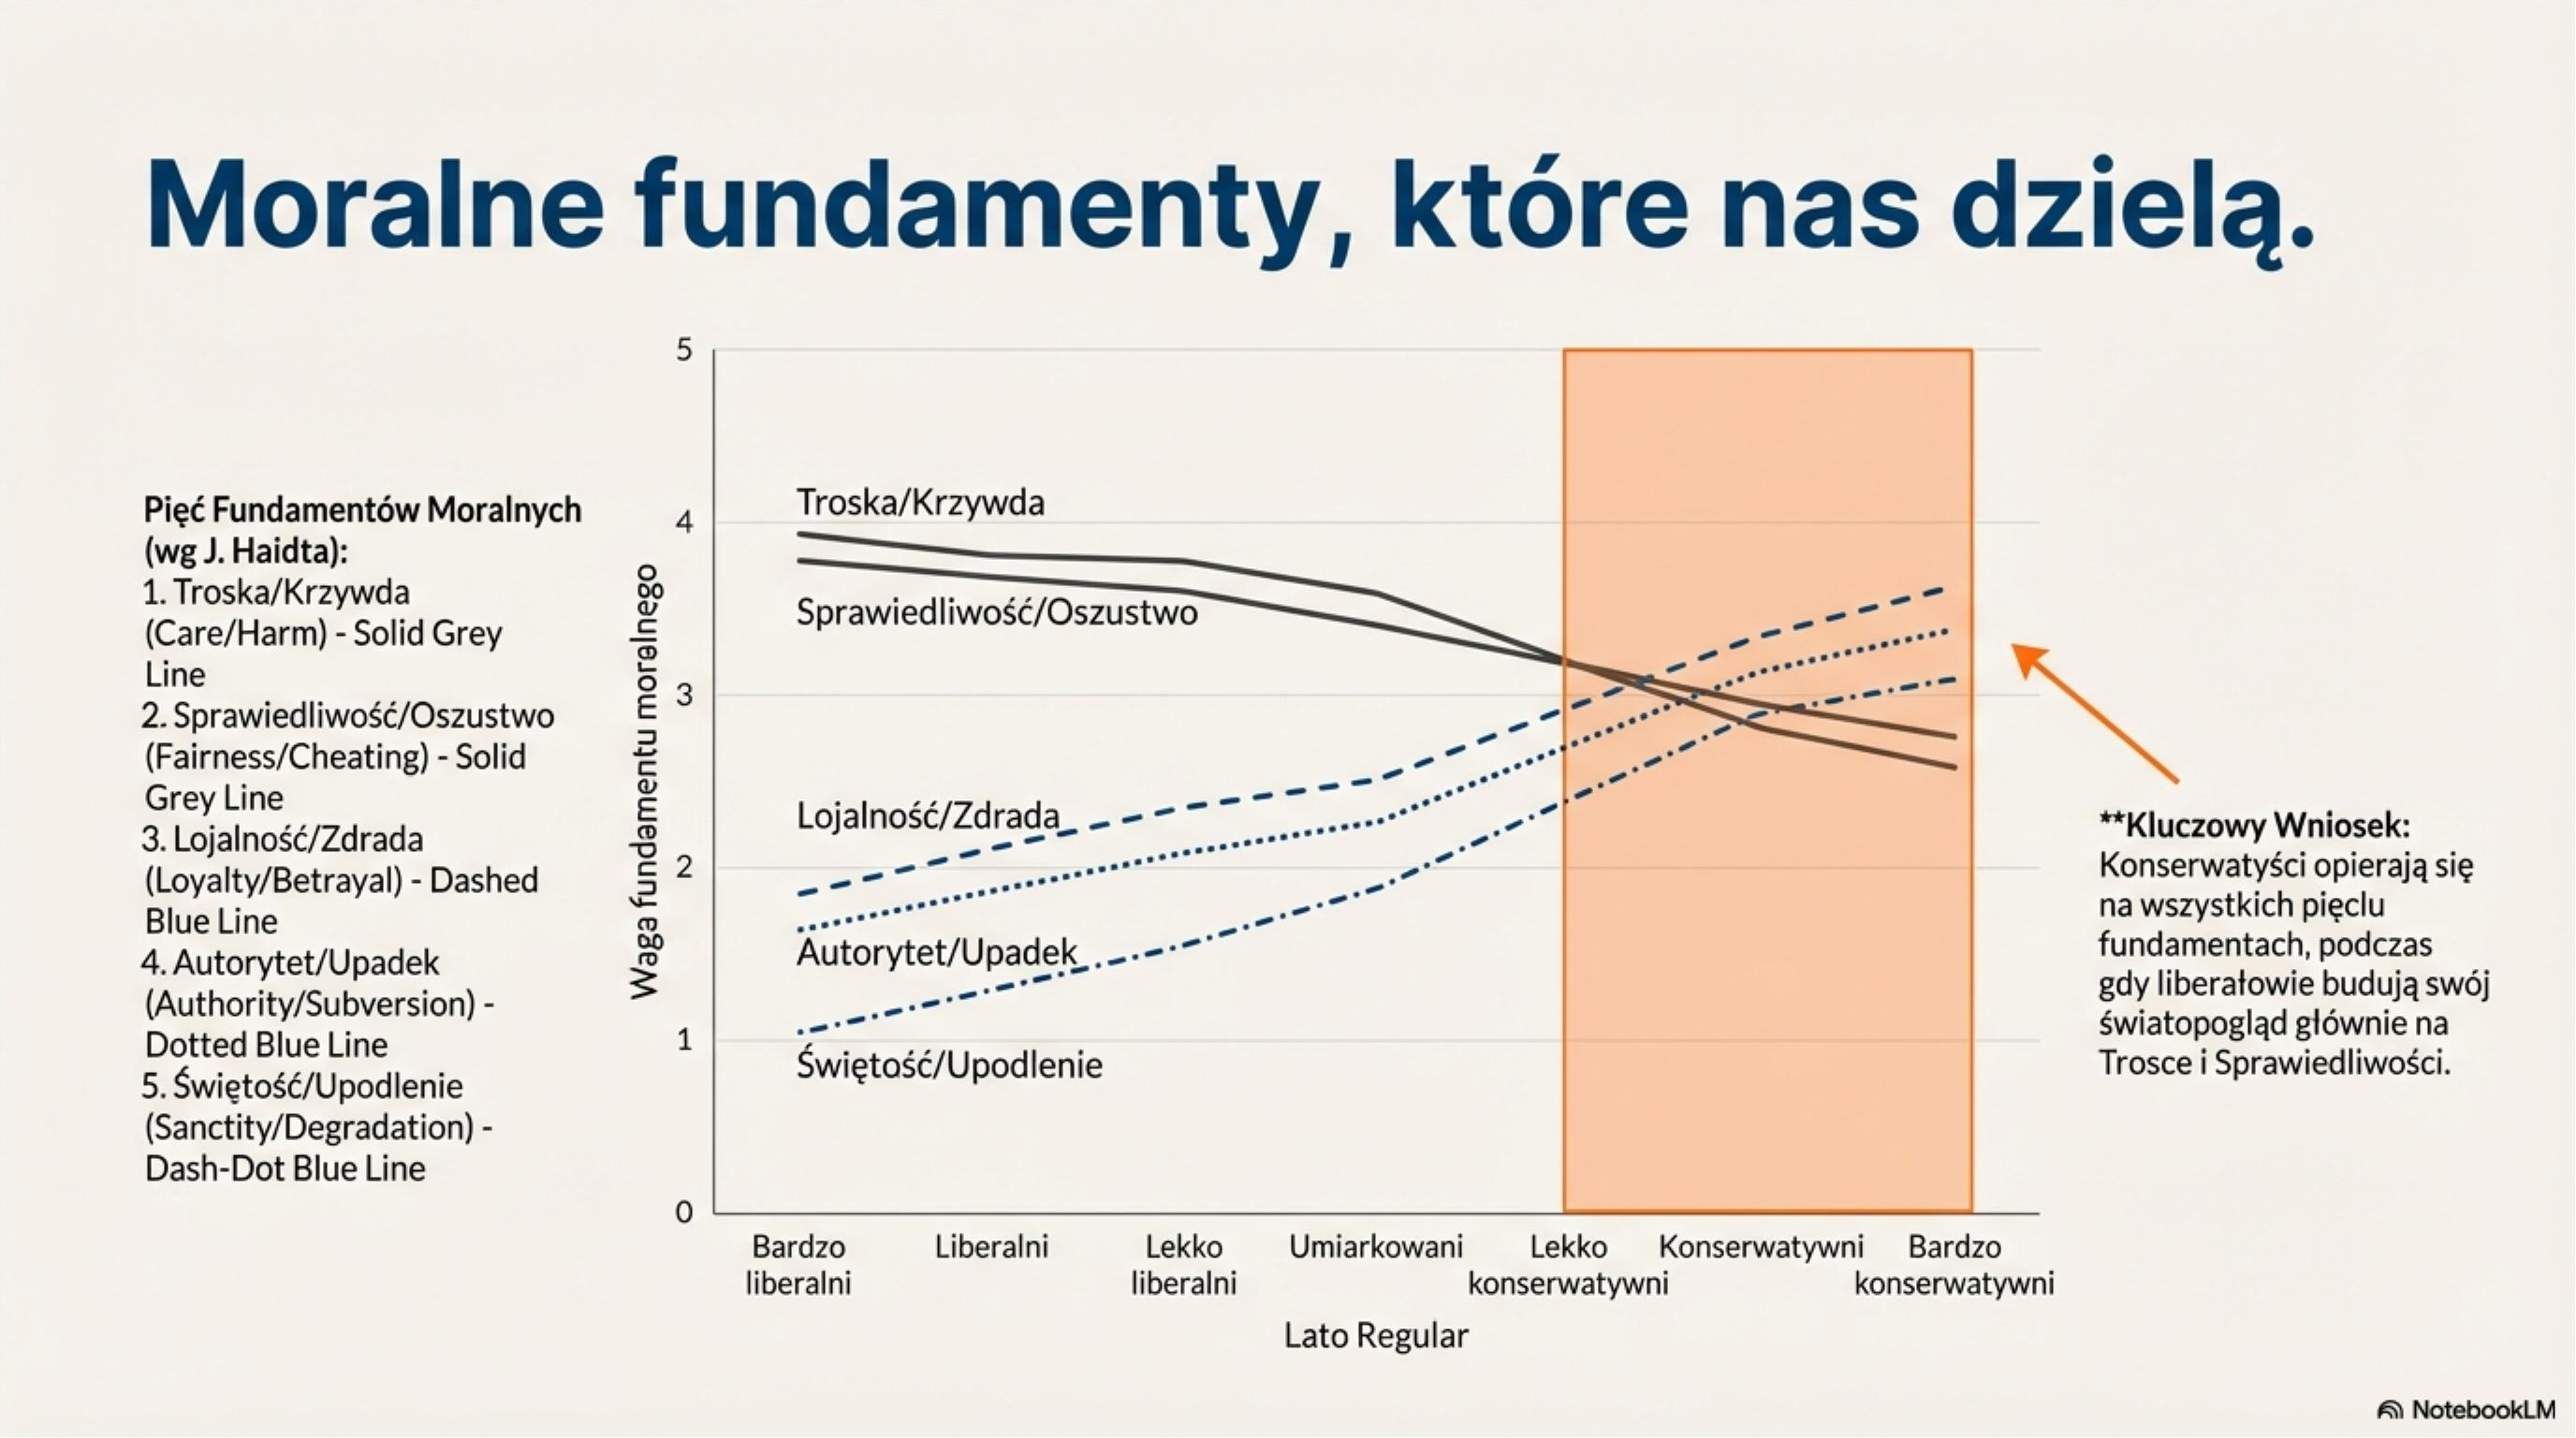 Moralne fundamenty, które nas dzielą.
Pięć Fundamentów Moralnych
(wg J. Haidta):
1. Troska/Krzywda
(Care/Harm) - Solid Grey
Line
2. Sprawiedliwość/Oszustwo
(Fairness/Cheating) - Solid
Grey Line
3. Lojalność/Zdrada
(Loyalty/Betrayal) - Dashed
Blue Line
4. Autorytet/Upadek
(Authority/Subversion) -
Dotted Blue Line
5. Świętość/Upodlenie
(Sanctity/Degradation) -
Dash-Dot Blue Line
Waga fundamentu moralnego
5
4
3
2
1
0
Troska/Krzywda
Sprawiedliwość/Oszustwo
Lojalność/Zdrada
Autorytet/Upadek
Świętość/Upodlenie
Bardzo
liberalni
Liberalni
Lekko
liberalni
Umiarkowani
Lekko
konserwatywni
Konserwatywni
Bardzo
konserwatywni
Lato Regular
**Kluczowy Wniosek:
Konserwatyści opierają się
na wszystkich pięclu
fundamentach, podczas
gdy liberałowie budują swój
światopogląd głównie na
Trosce i Sprawiedliwości.
NotebookLM